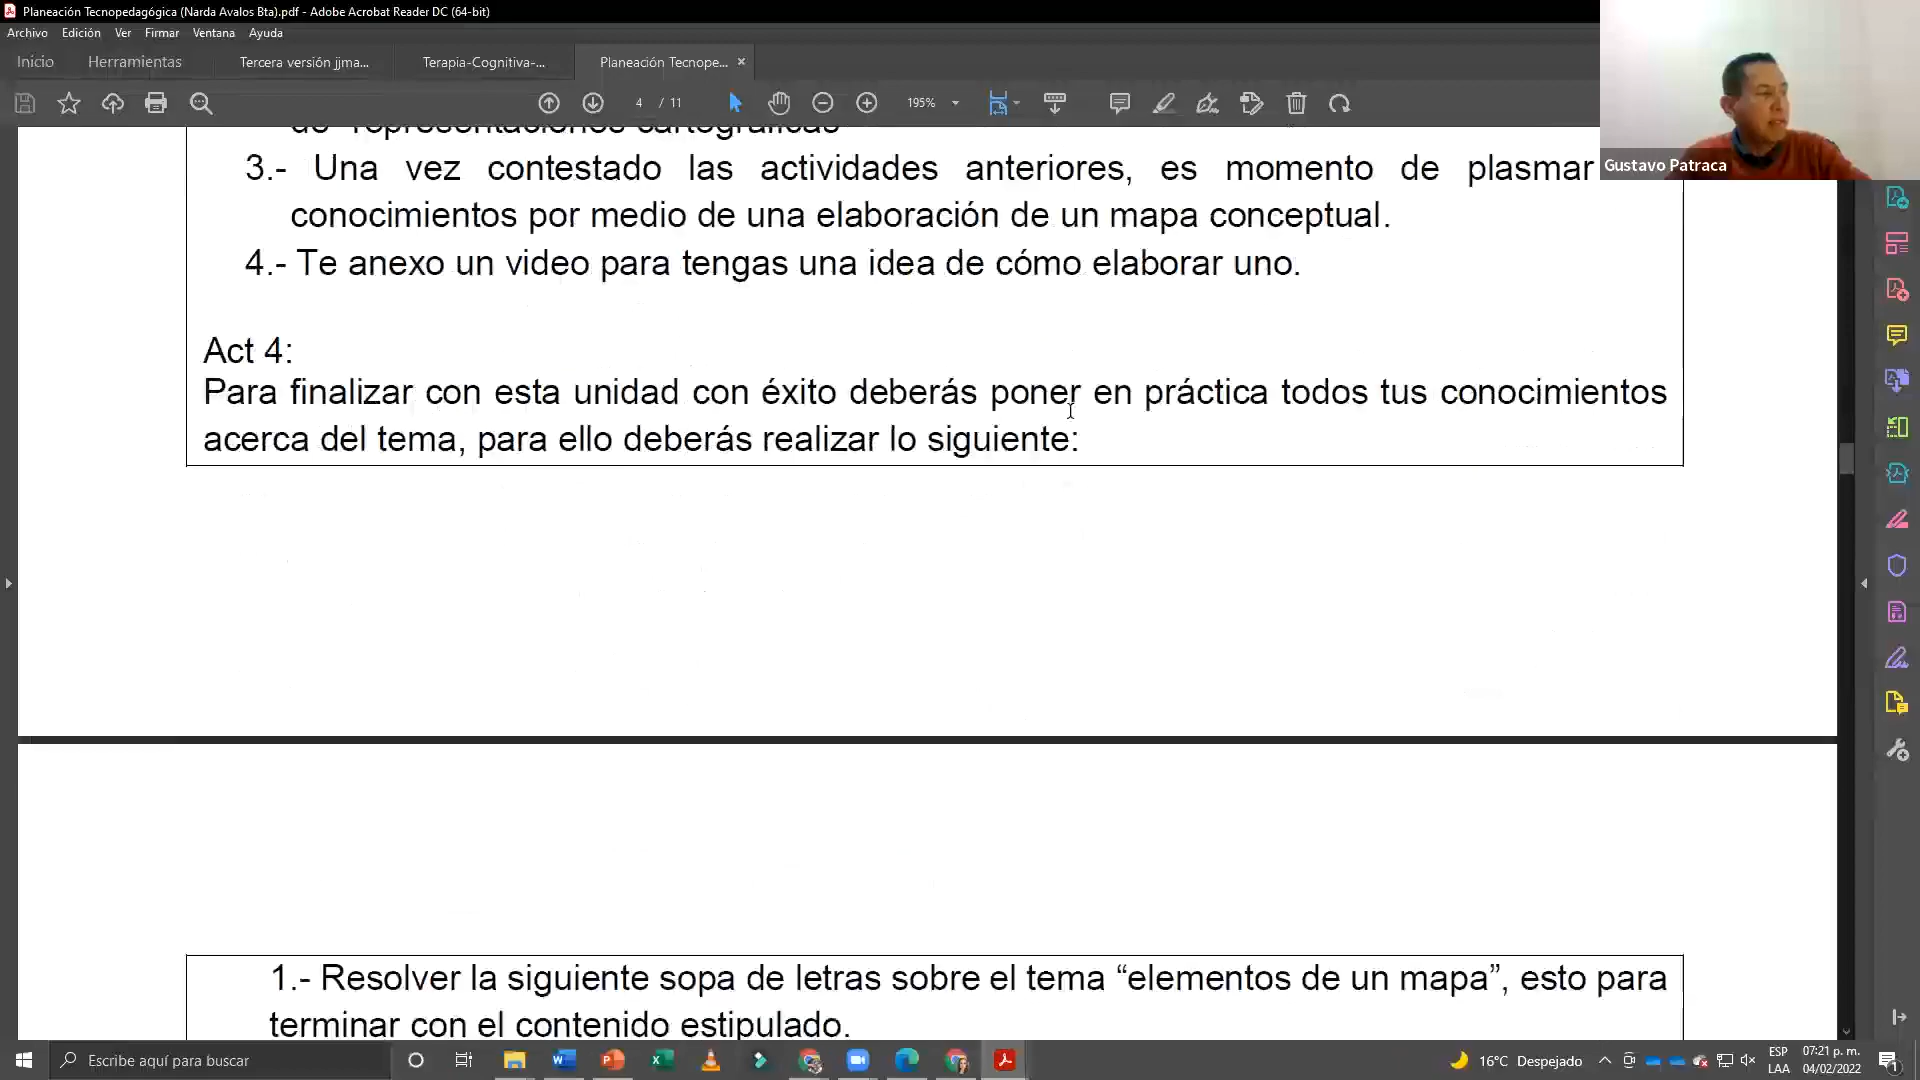 Planeación Tecnopedagógica (Narda Avalos Bta).pdf - Adobe Acrobat Reader DC (64-bit)
Archivo Edición Ver Firmar Ventana Ayuda
Inicio Herramientas Tercera versión jjma... Terapia-Cognitiva-... Planeación Tecnope... ×
4 / 11 195%
Gustavo Patraca
de "representaciones cartográficas"
3.- Una vez contestado las actividades anteriores, es momento de plasmar
conocimientos por medio de una elaboración de un mapa conceptual.
4.- Te anexo un video para tengas una idea de cómo elaborar uno.
Act 4:
Para finalizar con esta unidad con éxito deberás poner en práctica todos tus conocimientos
acerca del tema, para ello deberás realizar lo siguiente:
1.- Resolver la siguiente sopa de letras sobre el tema “elementos de un mapa”, esto para
terminar con el contenido estipulado.
Escribe aquí para buscar
16°C Despejado
ESP
LAA
07:21 p. m.
04/02/2022
1